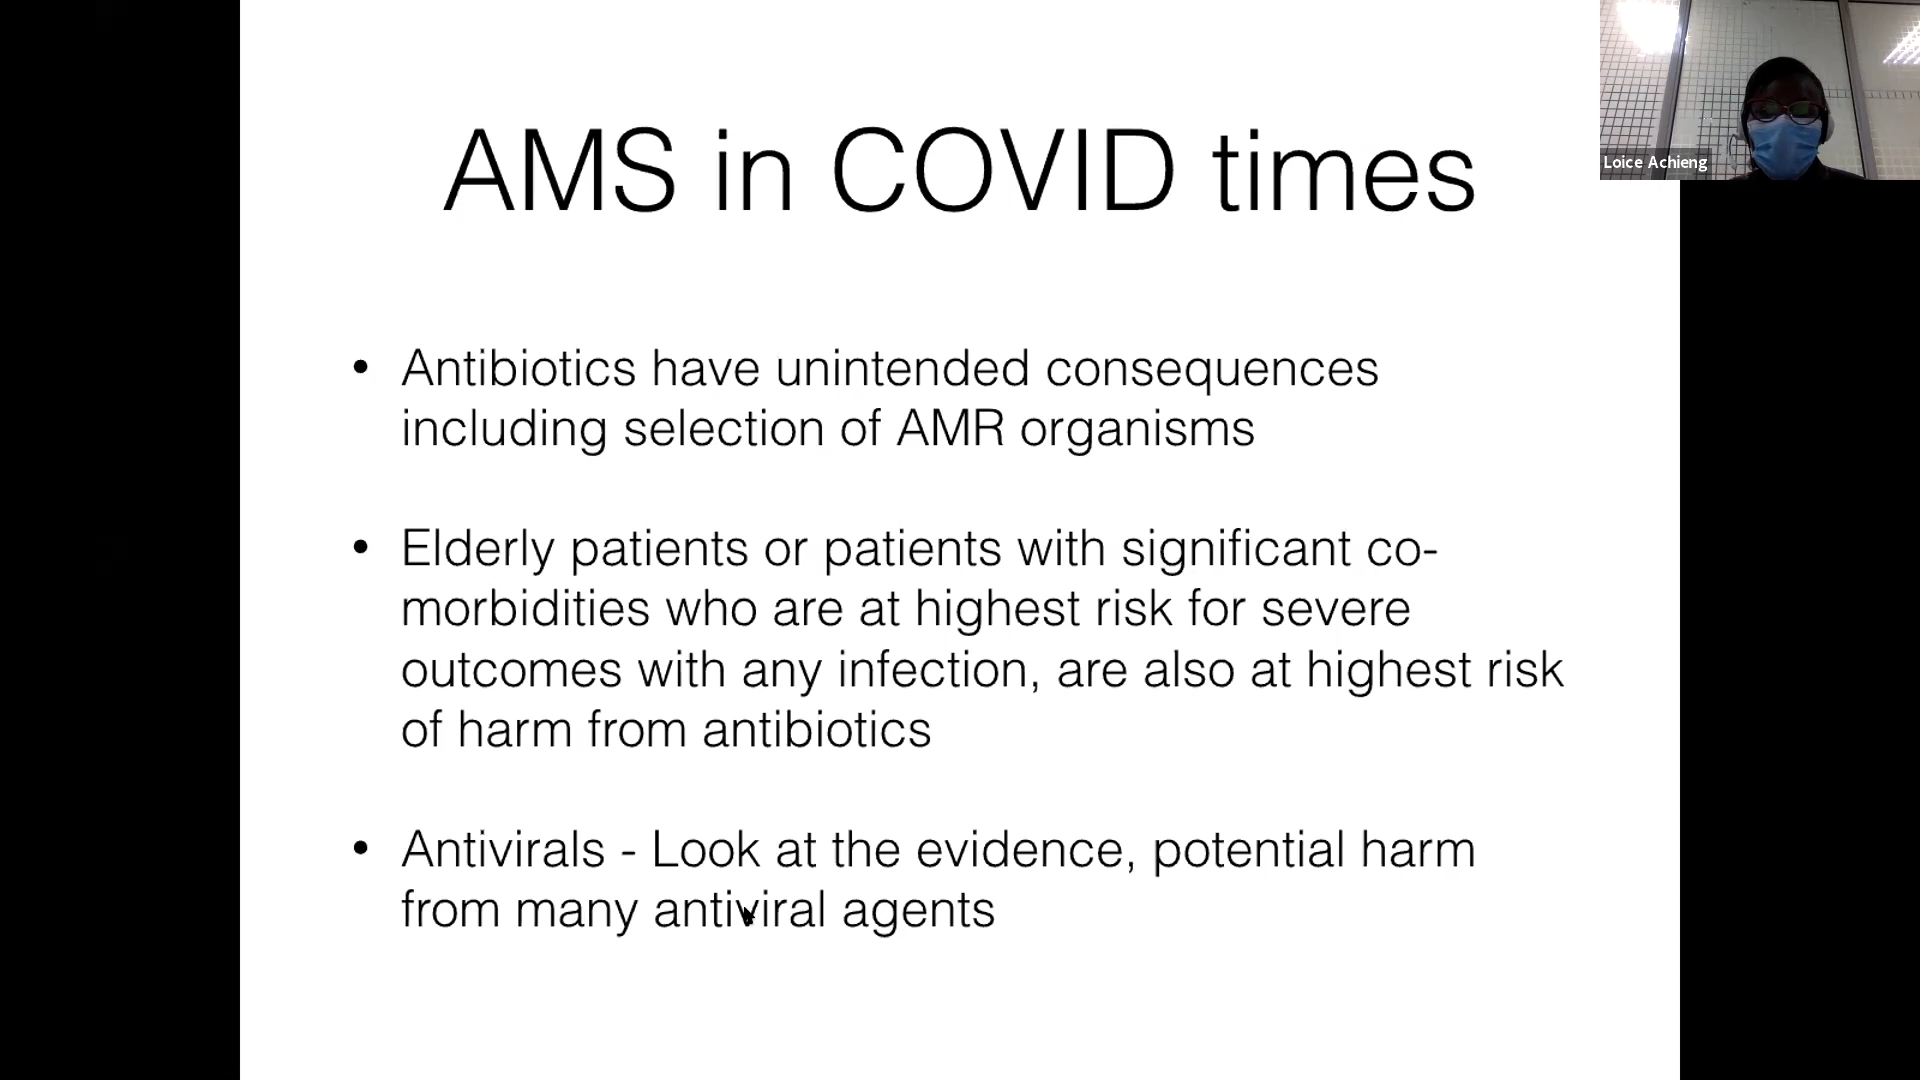 AMS in COVID times
Loice Achieng
• Antibiotics have unintended consequences
including selection of AMR organisms
• Elderly patients or patients with significant co-
morbidities who are at highest risk for severe
outcomes with any infection, are also at highest risk
of harm from antibiotics
• Antivirals - Look at the evidence, potential harm
from many antiviral agents